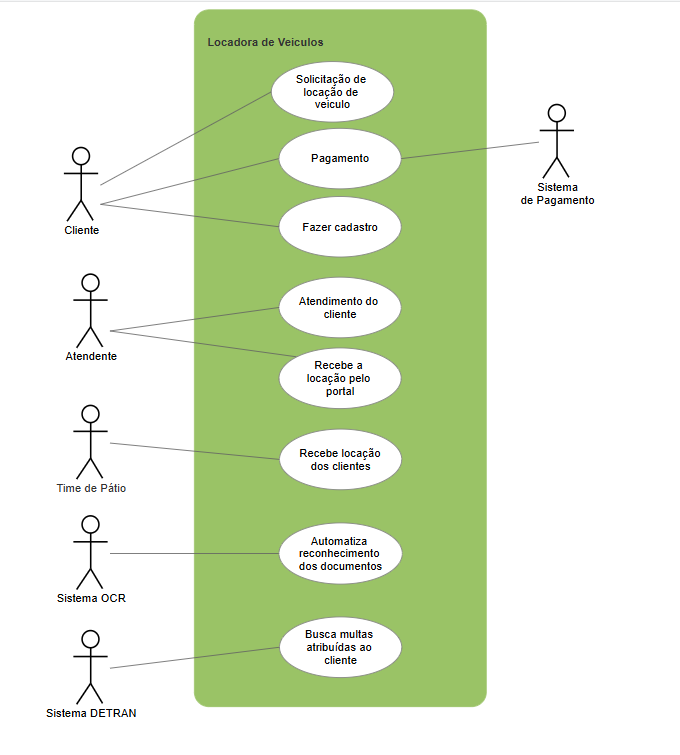 Locadora de Veículos
Solicitação de
locação de
veículo
Pagamento
Sistema
de Pagamento
Cliente
Fazer cadastro
Atendimento do
cliente
Atendente
Recebe a
locação pelo
portal
Recebe locação
dos clientes
Time de Pátio
Automatiza
reconhecimento
dos documentos
Sistema OCR
Busca multas
atribuídas ao
cliente
Sistema DETRAN